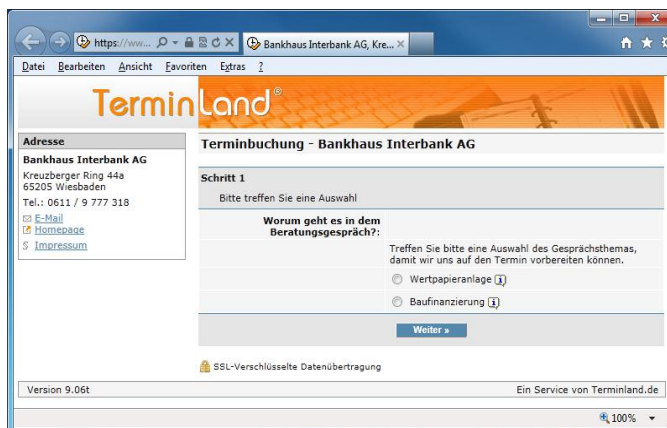 https://ww...
Bankhaus Interbank AG, Kre...
Datei Bearbeiten Ansicht Favoriten Extras ?
Terminland®
Adresse
Bankhaus Interbank AG
Kreuzberger Ring 44a
65205 Wiesbaden
Tel.: 0611 / 9 777 318
E-Mail
Homepage
Impressum
Terminbuchung - Bankhaus Interbank AG
Schritt 1
Bitte treffen Sie eine Auswahl
Worum geht es in dem
Beratungsgespräch?:
Treffen Sie bitte eine Auswahl des Gesprächsthemas,
damit wir uns auf den Termin vorbereiten können.
Wertpapieranlage i
Baufinanzierung i
Weiter »
SSL-Verschlüsselte Datenübertragung
Version 9.06t
Ein Service von Terminland.de
100%